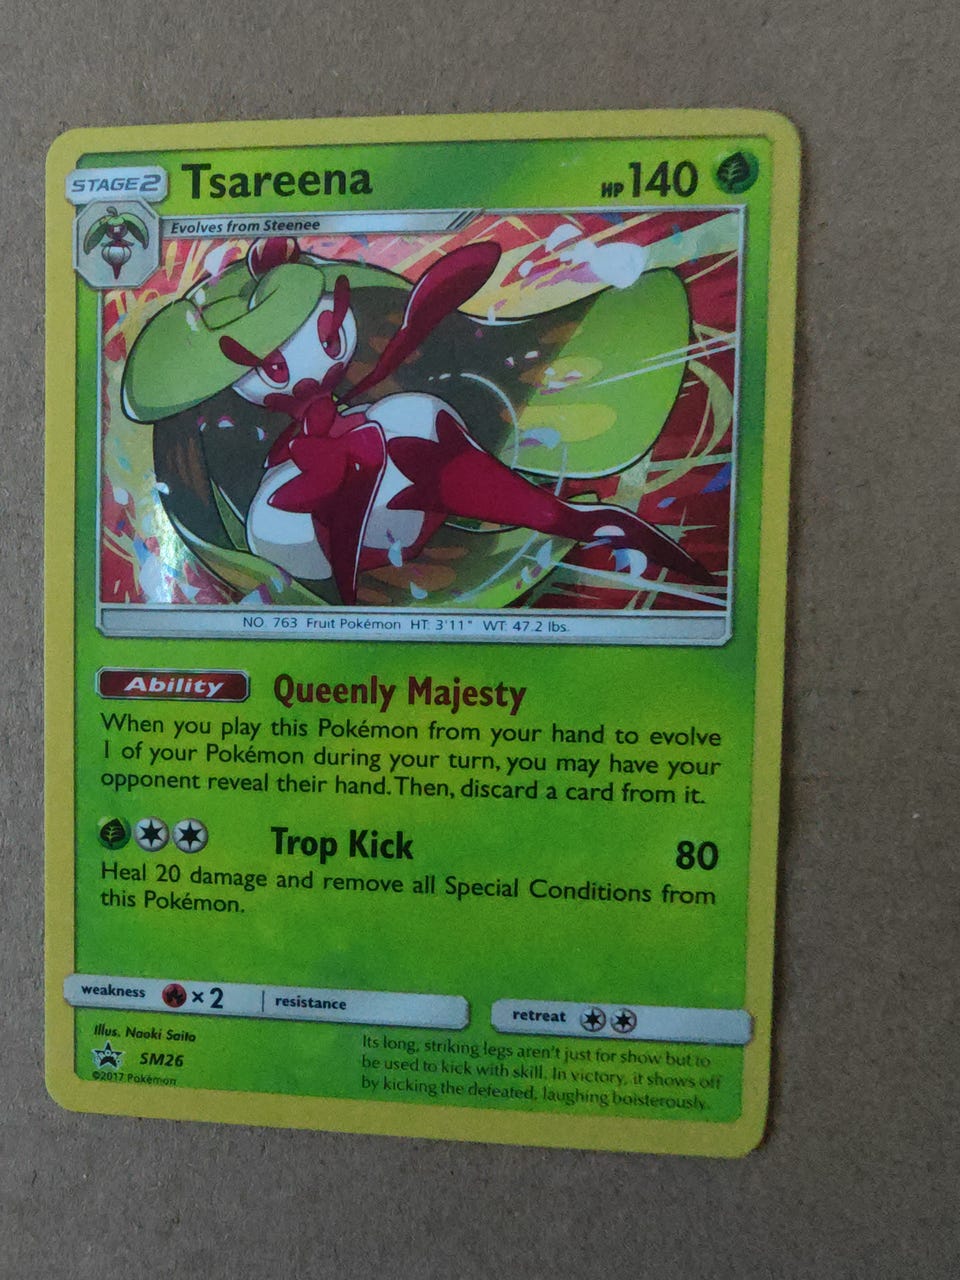 STAGE2 Tsareena HP 140
Evolves from Steenee
NO. 763 Fruit Pokémon HT: 3'11" WT: 47.2 lbs.
Ability Queenly Majesty
When you play this Pokémon from your hand to evolve
1 of your Pokémon during your turn, you may have your
opponent reveal their hand. Then, discard a card from it.
Trop Kick 80
Heal 20 damage and remove all Special Conditions from
this Pokémon.
weakness ×2 resistance retreat
Illus. Naoki Saito
SM26
©2017 Pokémon
Its long, striking legs aren't just for show but to
be used to kick with skill. In victory, it shows off
by kicking the defeated, laughing boisterously.